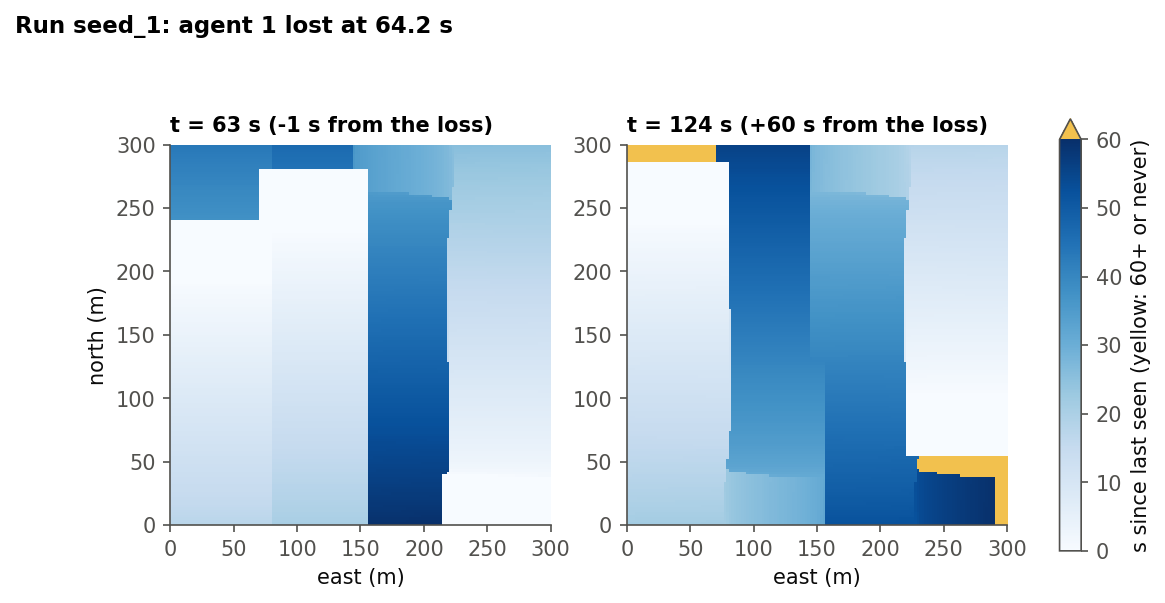 Run seed_1: agent 1 lost at 64.2 s
t = 63 s (-1 s from the loss)
t = 124 s (+60 s from the loss)
300
250
200
150
100
50
0
north (m)
0 50 100 150 200 250 300
east (m)
300
250
200
150
100
50
0
0 50 100 150 200 250 300
east (m)
60
50
40
30
20
10
0
s since last seen (yellow: 60+ or never)